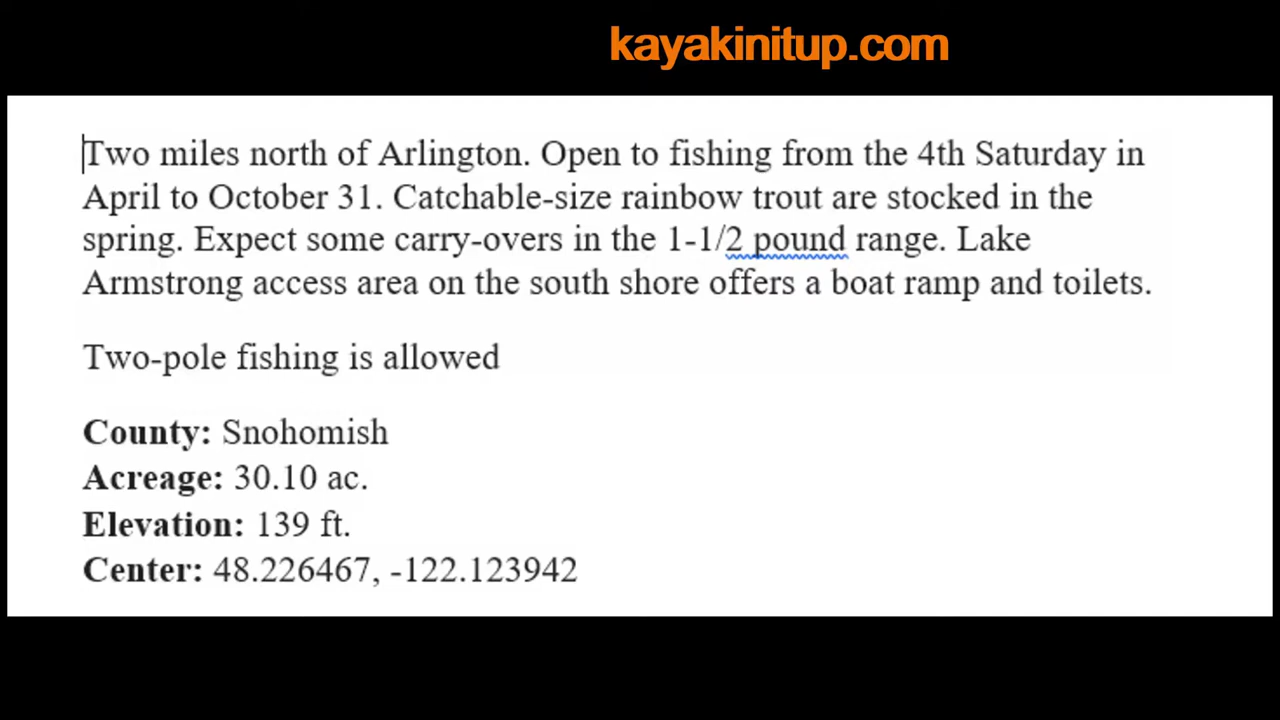 kayakinitup.com
Two miles north of Arlington. Open to fishing from the 4th Saturday in
April to October 31. Catchable-size rainbow trout are stocked in the
spring. Expect some carry-overs in the 1-1/2 pound range. Lake
Armstrong access area on the south shore offers a boat ramp and toilets.
Two-pole fishing is allowed
County: Snohomish
Acreage: 30.10 ac.
Elevation: 139 ft.
Center: 48.226467, -122.123942